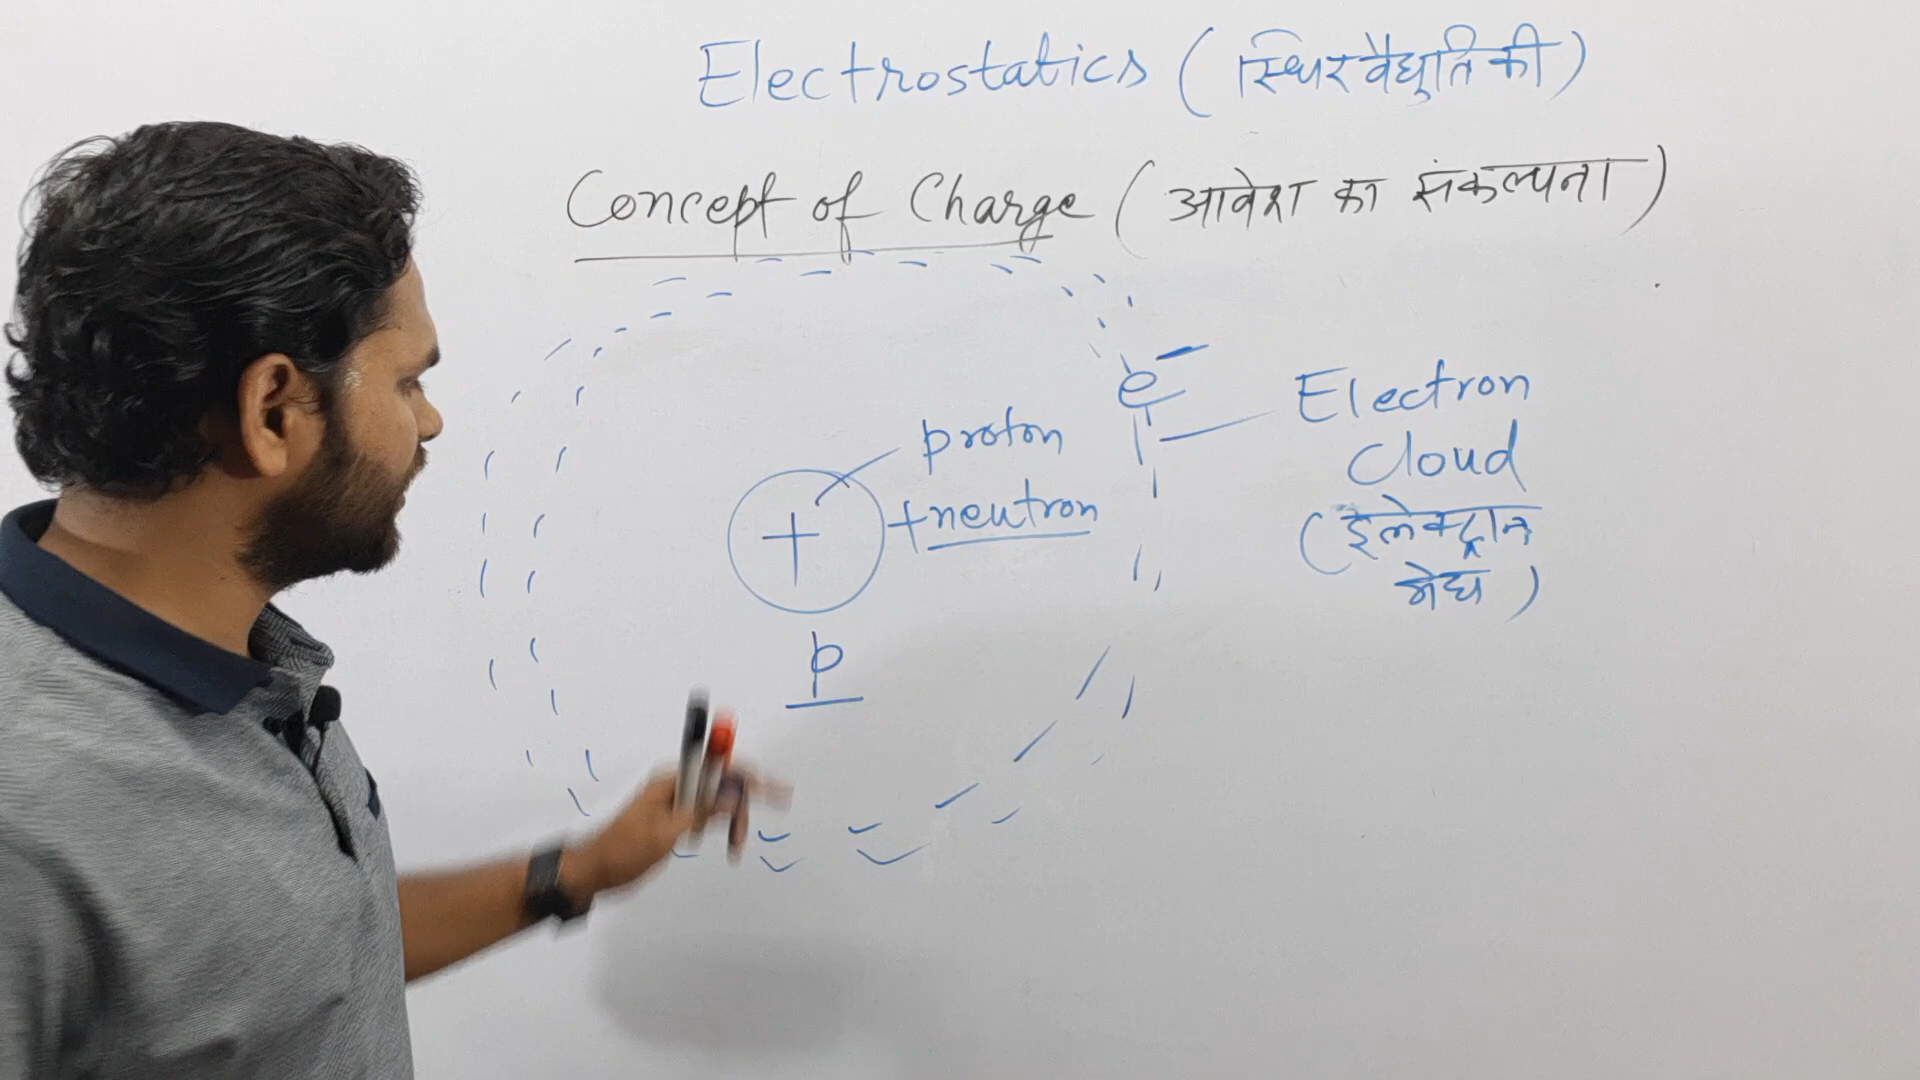 Electrostatics (स्थिरवैद्युतिकी)
Concept of Charge (आवेश का संकल्पना)
e-
proton
+neutron
+
p
Electron
Cloud
(इलेक्ट्रान
मेघ)